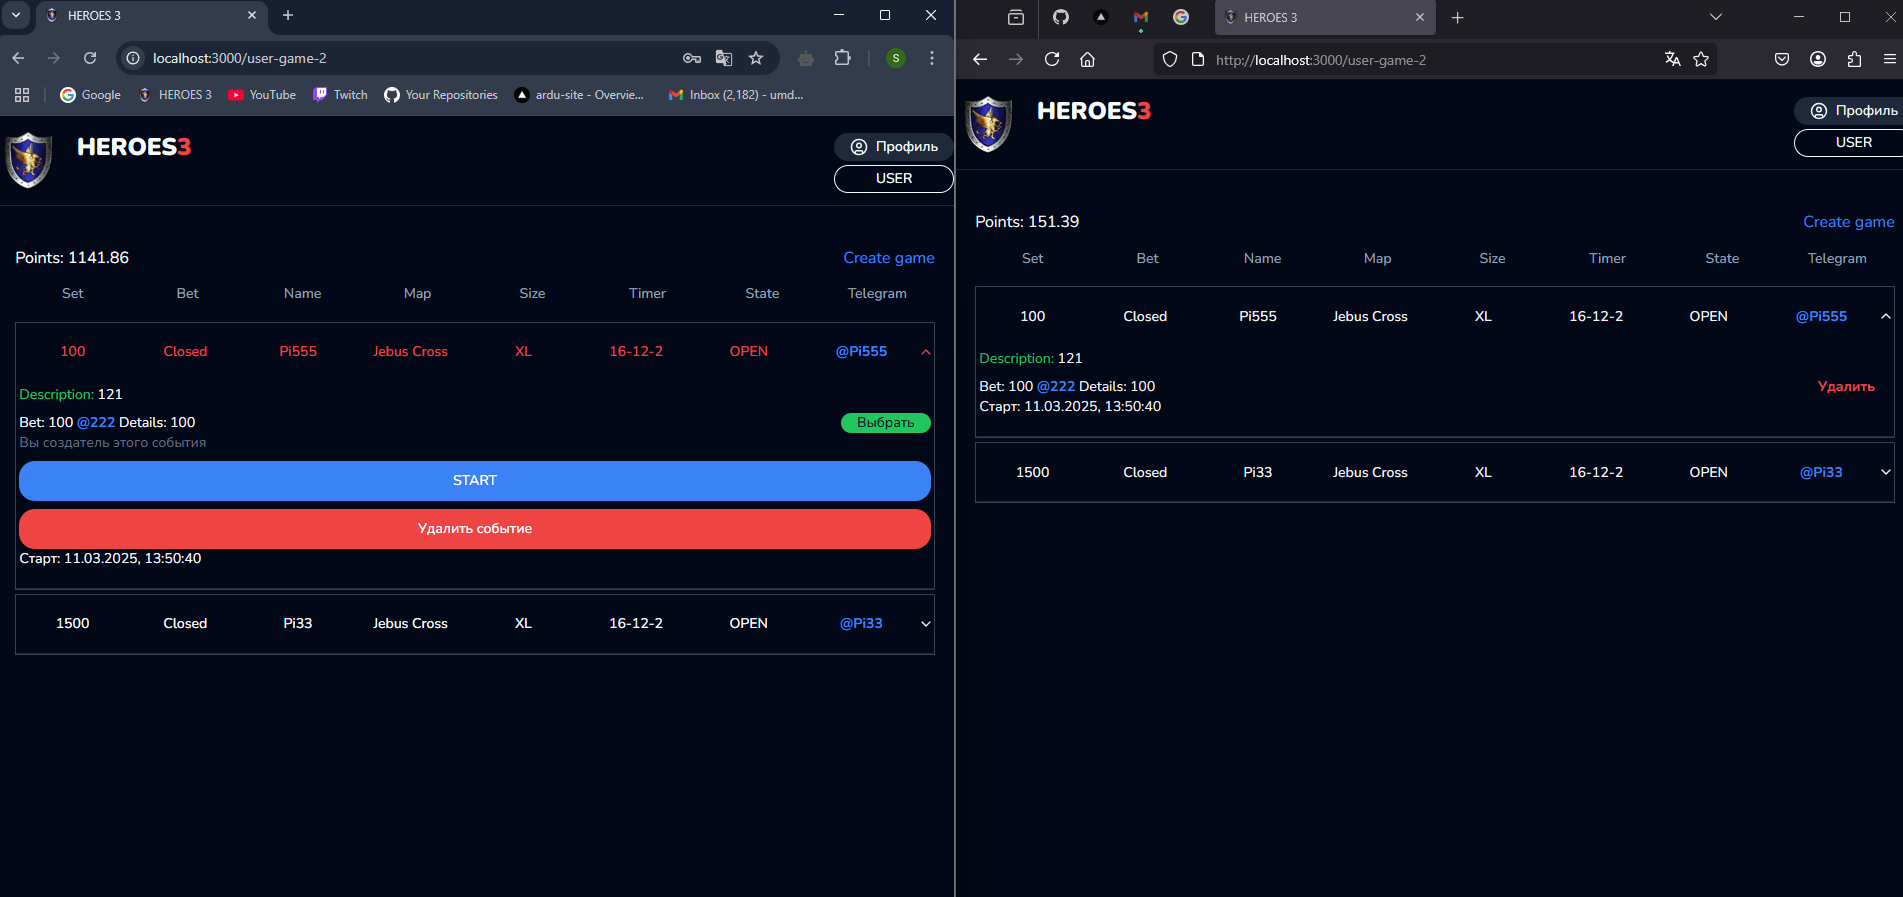 HEROES 3
localhost:3000/user-game-2
S
Google
HEROES 3
YouTube
Twitch
Your Repositories
ardu-site - Overvie...
Inbox (2,182) - umd...
HEROES3
Профиль
USER
Points: 1141.86
Create game
Set Bet Name Map Size Timer State Telegram
100 Closed Pi555 Jebus Cross XL 16-12-2 OPEN @Pi555
Description: 121
Bet: 100 @222 Details: 100
Выбрать
Вы создатель этого события
START
Удалить событие
Старт: 11.03.2025, 13:50:40
1500 Closed Pi33 Jebus Cross XL 16-12-2 OPEN @Pi33
HEROES 3
http://localhost:3000/user-game-2
HEROES3
Профиль
USER
Points: 151.39
Create game
Set Bet Name Map Size Timer State Telegram
100 Closed Pi555 Jebus Cross XL 16-12-2 OPEN @Pi555
Description: 121
Bet: 100 @222 Details: 100
Удалить
Старт: 11.03.2025, 13:50:40
1500 Closed Pi33 Jebus Cross XL 16-12-2 OPEN @Pi33